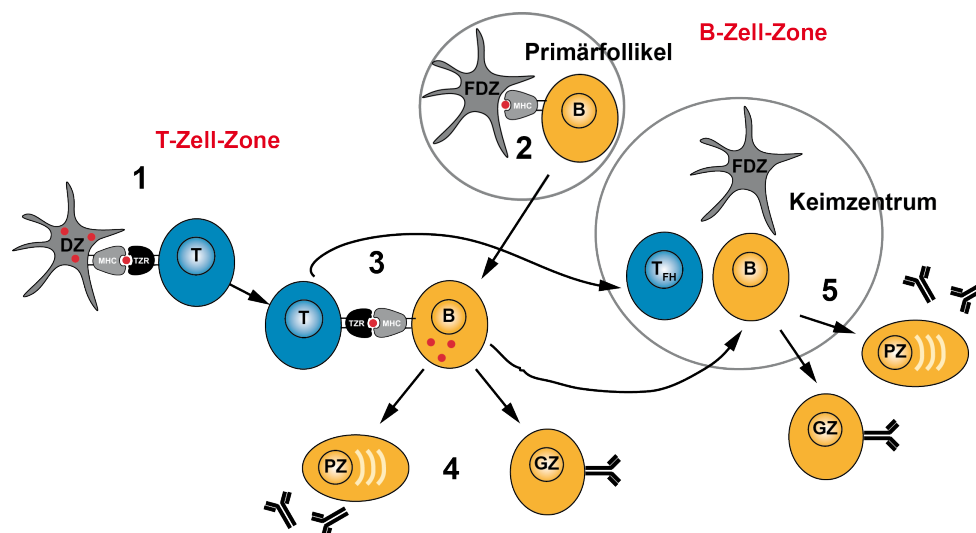 B-Zell-Zone
Primärfollikel
FDZ
MHC
B
2
T-Zell-Zone
1
DZ
MHC
TZR
T
FDZ
Keimzentrum
3
T
TZR
MHC
B
TFH
B
5
PZ
GZ
PZ
4
GZ